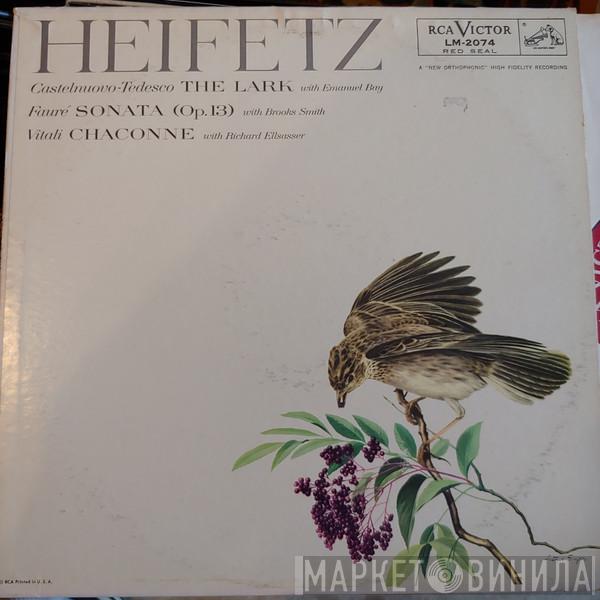 HEIFETZ
RCA VICTOR
LM-2074
RED SEAL
A "NEW ORTHOPHONIC" HIGH FIDELITY RECORDING
Castelnuovo-Tedesco THE LARK with Emanuel Bay
Fauré SONATA (Op. 13) with Brooks Smith
Vitali CHACONNE with Richard Ellsasser
RCA Printed in U. S. A.
МАРКЕТ ВИНИЛА